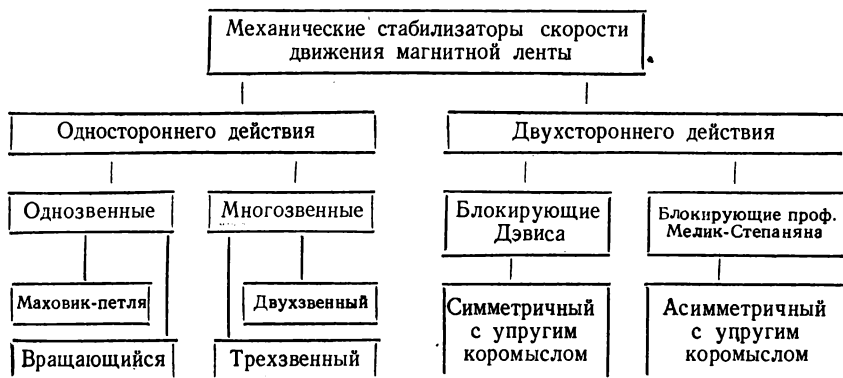 Механические стабилизаторы скорости
движения магнитной ленты
Одностороннего действия
Двухстороннего действия
Однозвенные
Многозвенные
Блокирующие
Дэвиса
Блокирующие проф.
Мелик-Степаняна
Маховик-петля
Двухзвенный
Вращающийся
Трехзвенный
Симметричный
с упругим
коромыслом
Асимметричный
с упругим
коромыслом